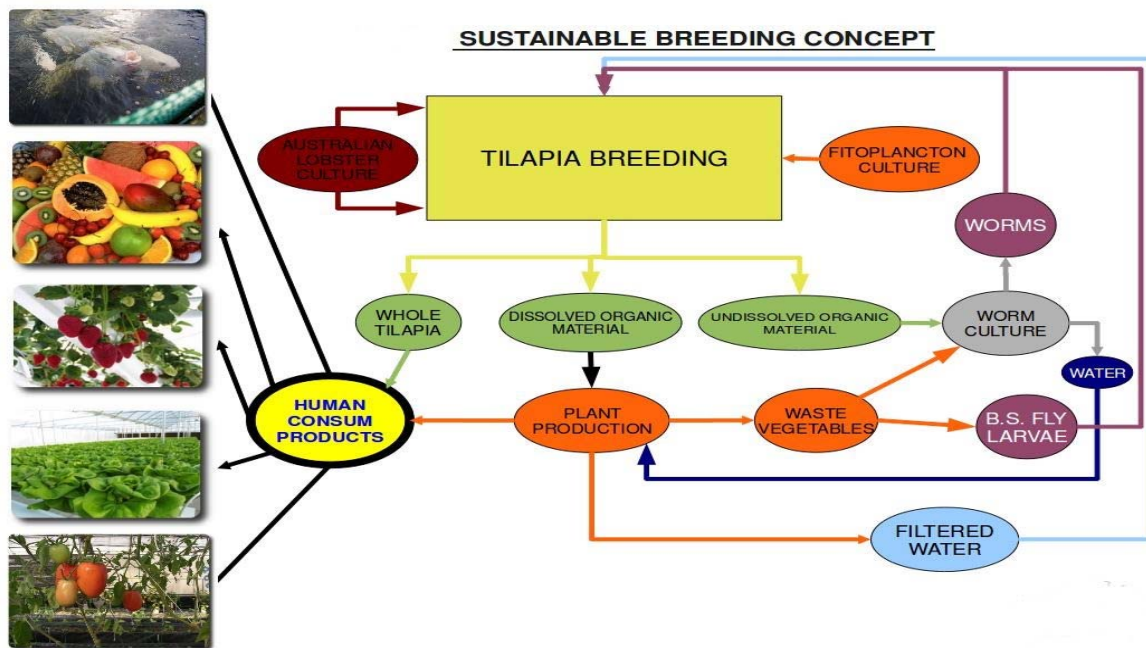 SUSTAINABLE BREEDING CONCEPT
AUSTRALIAN
LOBSTER
CULTURE
TILAPIA BREEDING
FITOPLANCTON
CULTURE
WORMS
WHOLE
TILAPIA
DISSOLVED ORGANIC
MATERIAL
UNDISSOLVED ORGANIC
MATERIAL
WORM
CULTURE
WATER
HUMAN
CONSUM
PRODUCTS
PLANT
PRODUCTION
WASTE
VEGETABLES
B.S. FLY
LARVAE
FILTERED
WATER